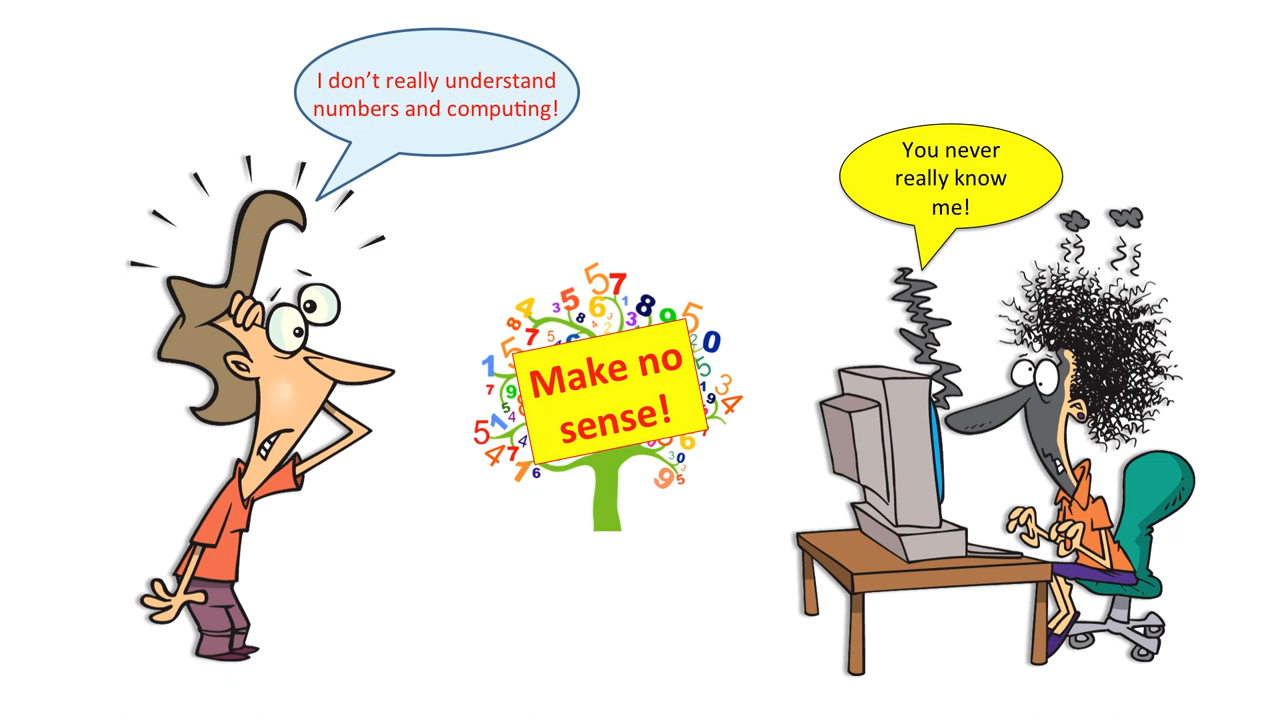 I don’t really understand
numbers and computing!
You never
really know
me!
Make no
sense!